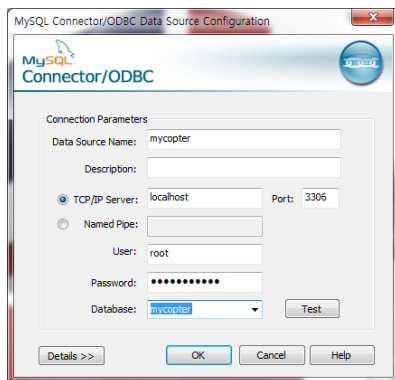 MySQL Connector/ODBC Data Source Configuration
MySQL
Connector/ODBC
Connection Parameters
Data Source Name: mycopter
Description:
TCP/IP Server: localhost Port: 3306
Named Pipe:
User: root
Password: •••••••••••
Database: mycopter Test
Details >> OK Cancel Help